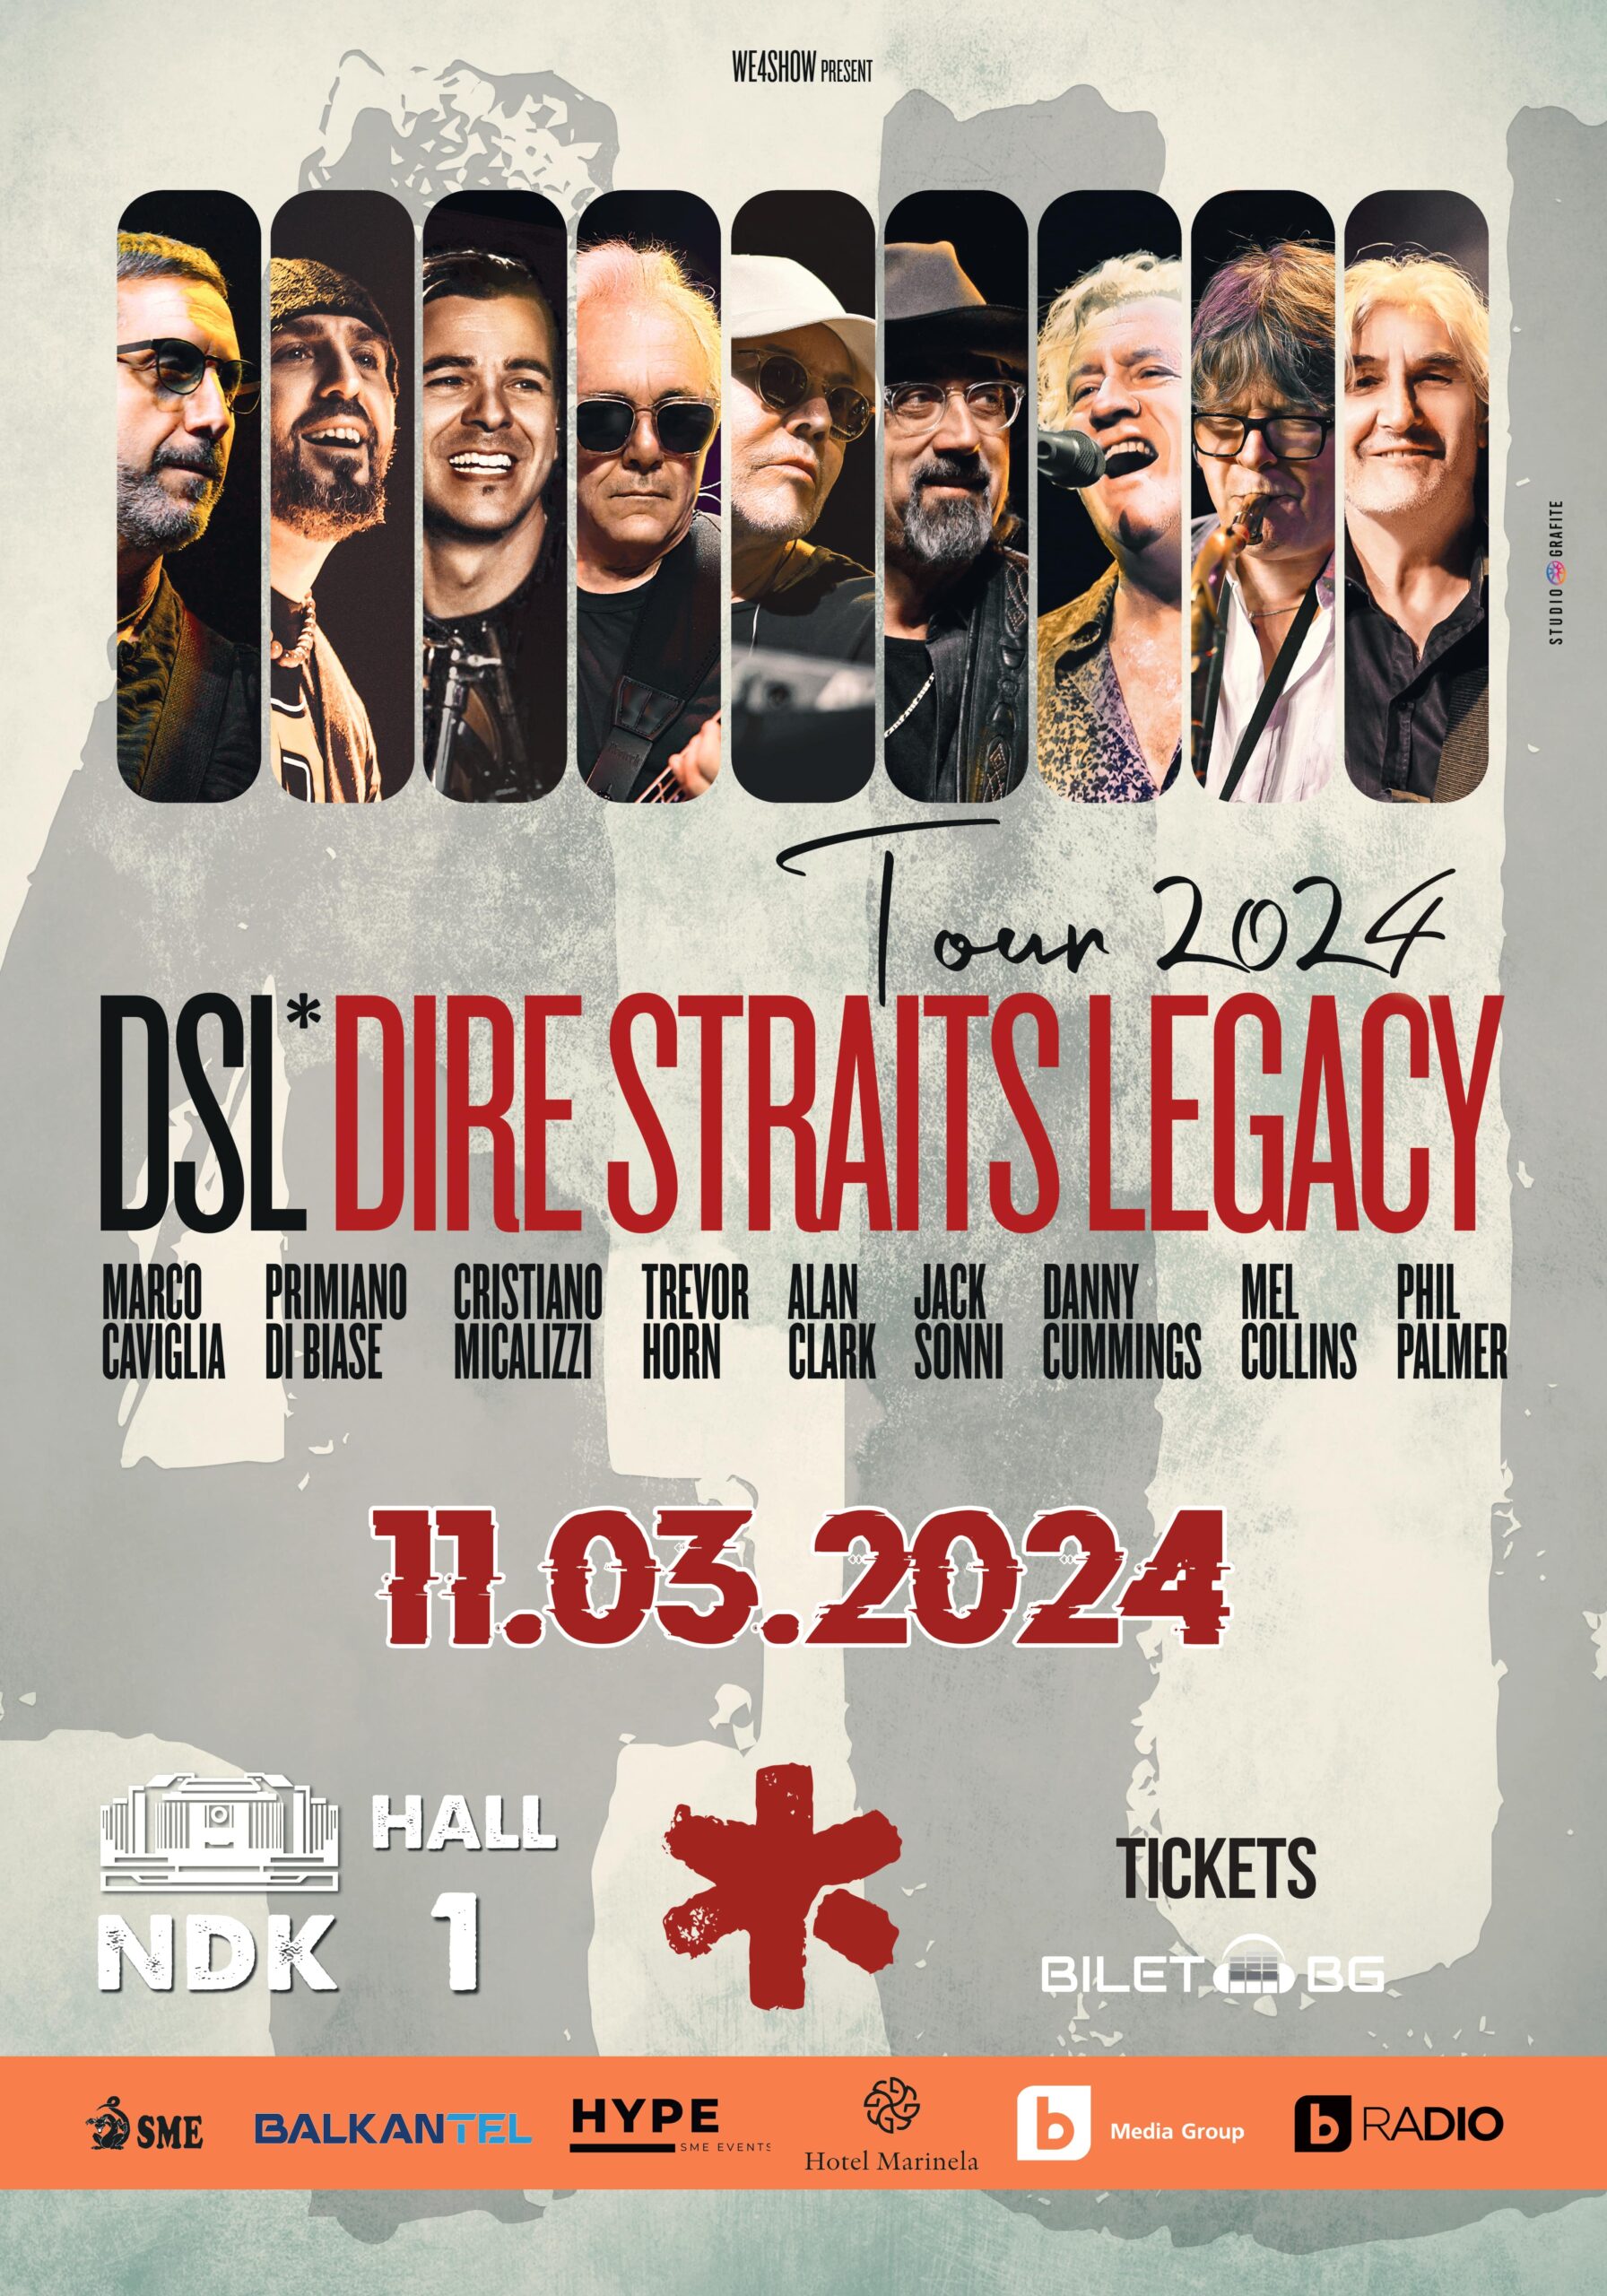 WE4SHOW PRESENT
STUDIO GRAFITE
Tour 2024
DSL* DIRE STRAITS LEGACY
MARCO CAVIGLIA
PRIMIANO DI BIASE
CRISTIANO MICALIZZI
TREVOR HORN
ALAN CLARK
JACK SONNI
DANNY CUMMINGS
MEL COLLINS
PHIL PALMER
11.03.2024
HALL
1
NDK
TICKETS
BILET BG
SME
BALKANTEL
HYPE
SME EVENTS
Hotel Marinela
b Media Group
b RADIO